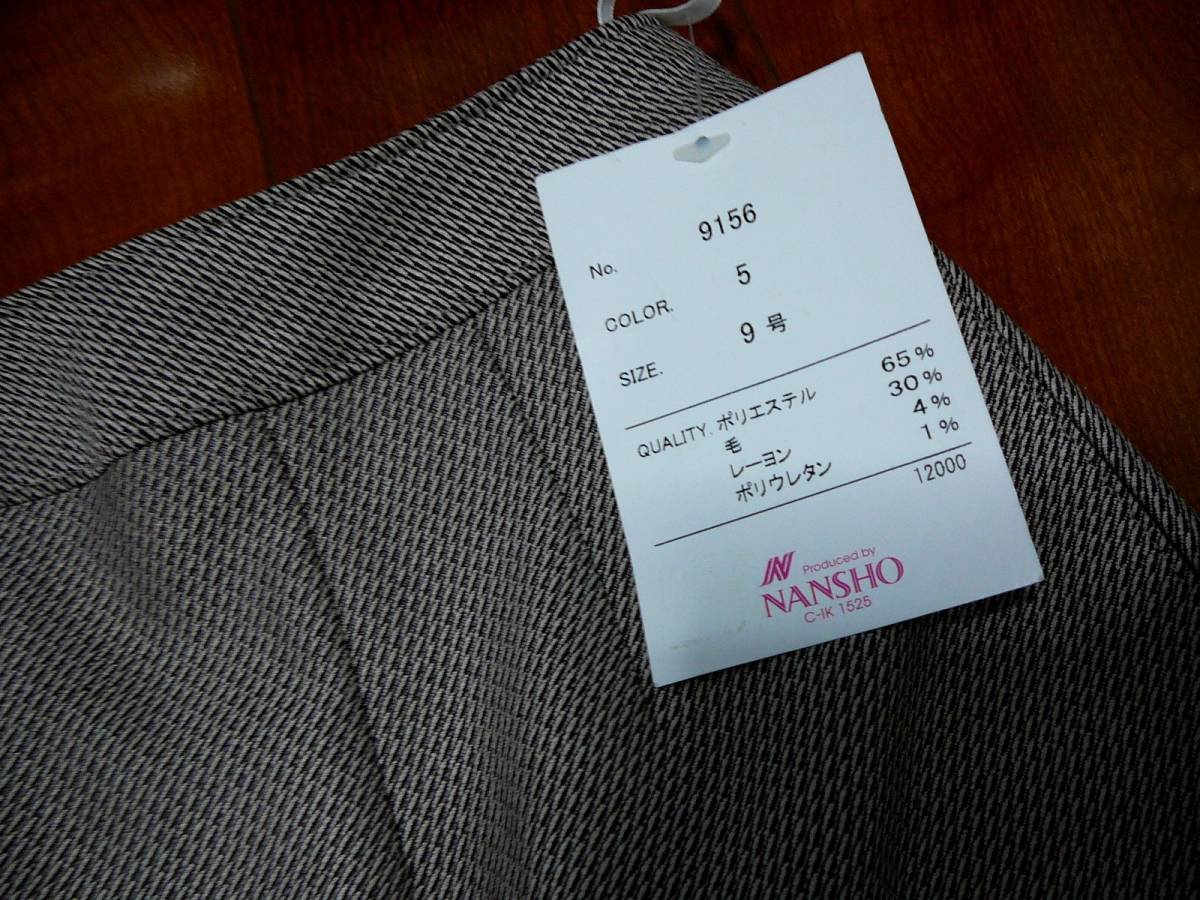 No. 9156
COLOR. 5
SIZE. 9 号
QUALITY. ポリエステル 65%
毛 30%
レーヨン 4%
ポリウレタン 1%
12000
Produced by
NANSHO
C-IK 1525